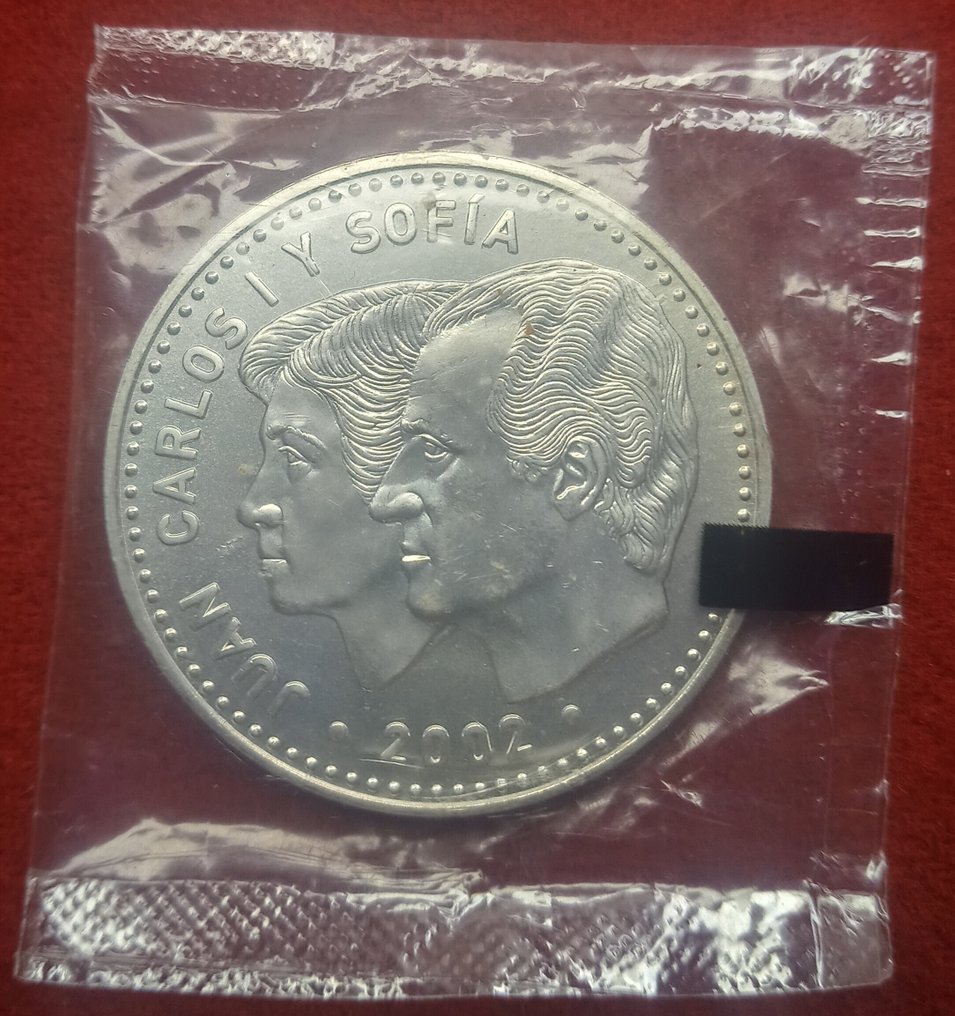 JUAN CARLOS I Y SOFÍA
• 2002 •